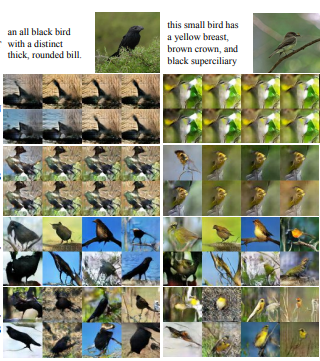 an all black bird
with a distinct
thick, rounded bill.
this small bird has
a yellow breast,
brown crown, and
black superciliary